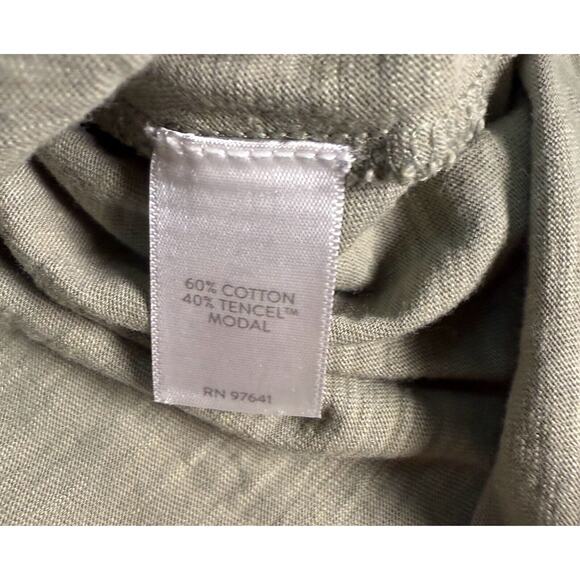 60% COTTON
40% TENCEL™
MODAL
RN 97641